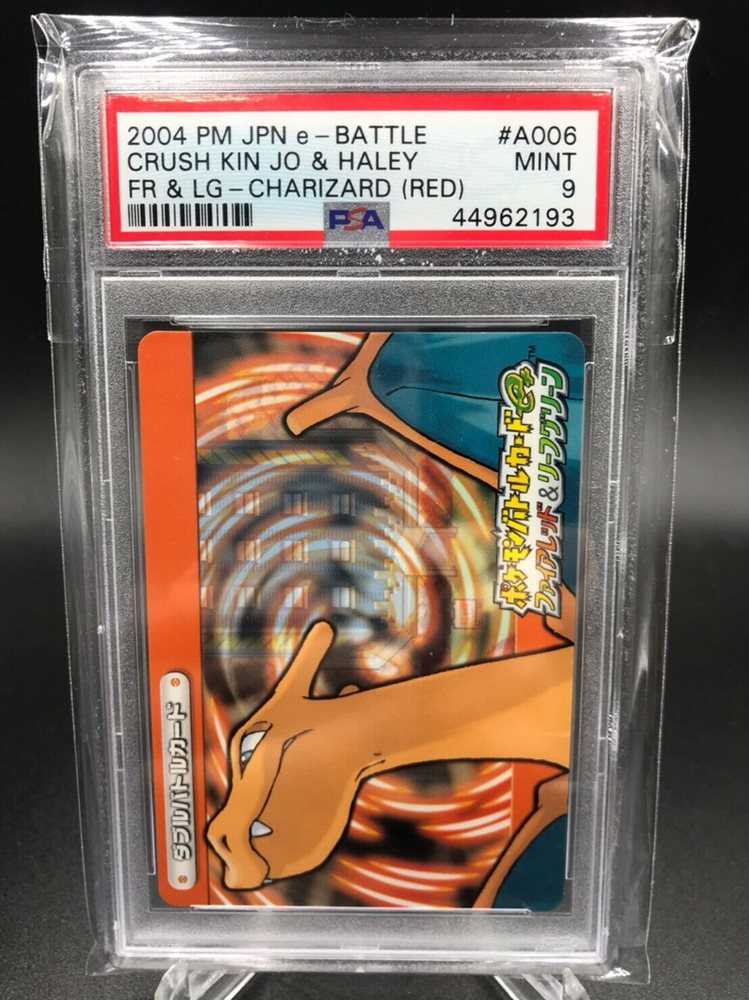 2004 PM JPN e-BATTLE #A006
CRUSH KIN JO & HALEY MINT
FR & LG-CHARIZARD (RED) 9
PSA 44962193
ポケモンバトルカードe+ TM
ファイアレッド&リーフグリーン
ダブルバトルカード